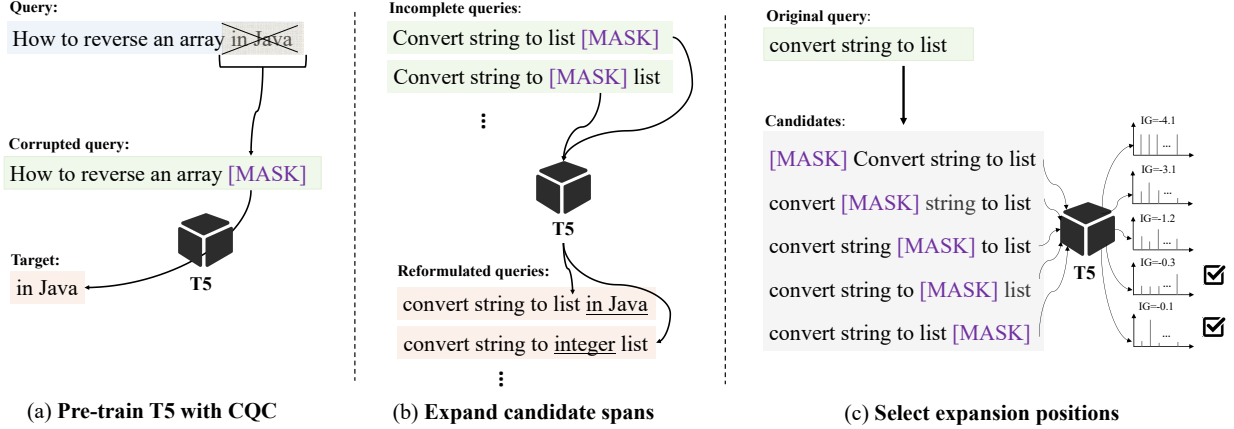 Query:
How to reverse an array in Java
Corrupted query:
How to reverse an array [MASK]
T5
Target:
in Java
(a) Pre-train T5 with CQC
Incomplete queries:
Convert string to list [MASK]
Convert string to [MASK] list
T5
Reformulated queries:
convert string to list in Java
convert string to integer list
(b) Expand candidate spans
Original query:
convert string to list
Candidates:
[MASK] Convert string to list
convert [MASK] string to list
convert string [MASK] to list
convert string to [MASK] list
convert string to list [MASK]
T5
IG=-4.1
...
IG=-3.1
...
IG=-1.2
...
IG=-0.3
...
IG=-0.1
...
(c) Select expansion positions